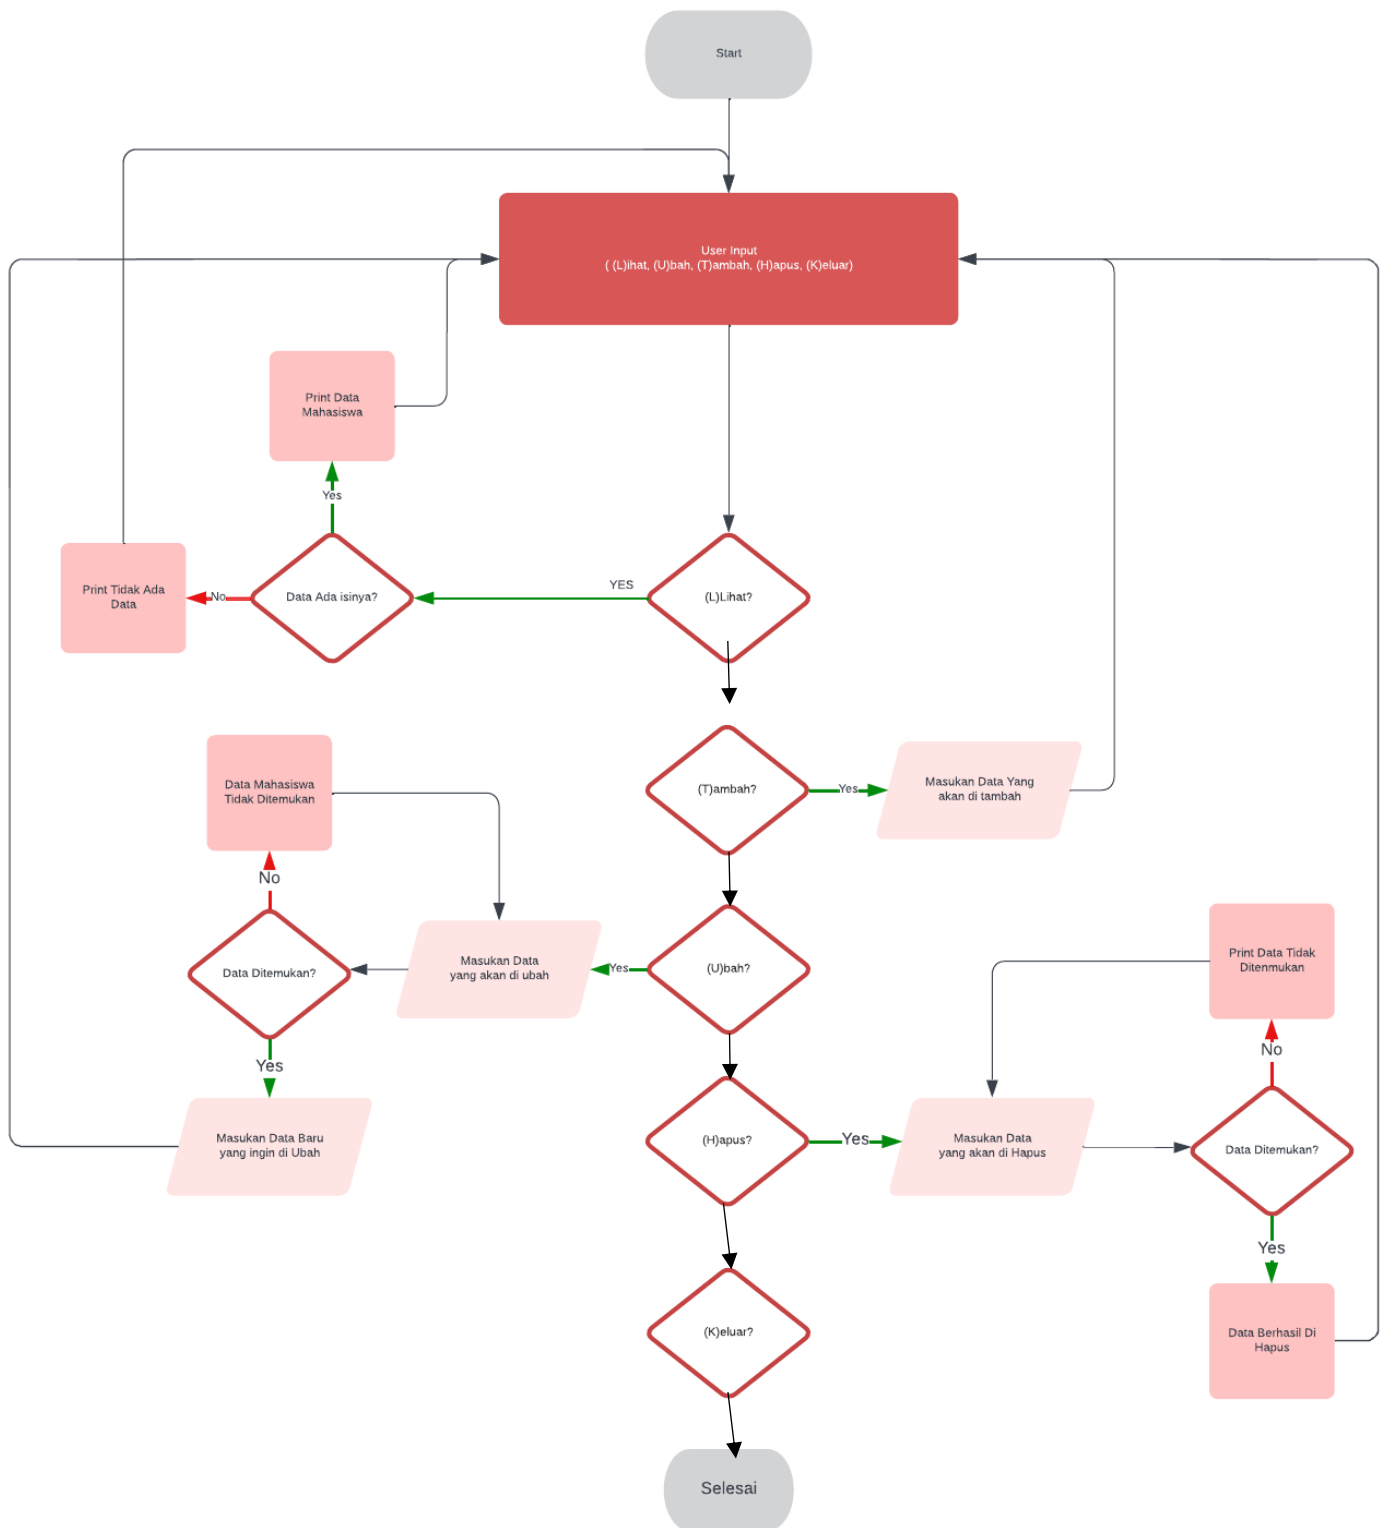 Start
User Input
( (L)ihat, (U)bah, (T)ambah, (H)apus, (K)eluar)
Print Data
Mahasiswa
Yes
Print Tidak Ada
Data
No
Data Ada isinya?
YES
(L)Lihat?
Data Mahasiswa
Tidak Ditemukan
(T)ambah?
Yes
Masukan Data Yang
akan di tambah
No
Data Ditemukan?
Masukan Data
yang akan di ubah
Yes
(U)bah?
Print Data Tidak
Ditenmukan
No
Yes
Masukan Data Baru
yang ingin di Ubah
(H)apus?
Yes
Masukan Data
yang akan di Hapus
Data Ditemukan?
Yes
(K)eluar?
Data Berhasil Di
Hapus
Selesai